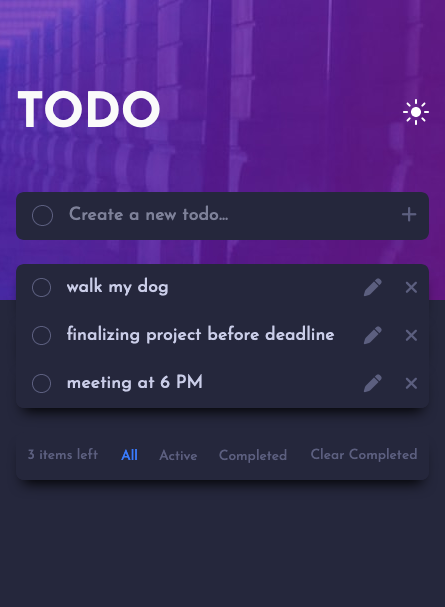 TODO
Create a new todo...
walk my dog
finalizing project before deadline
meeting at 6 PM
3 items left All Active Completed Clear Completed